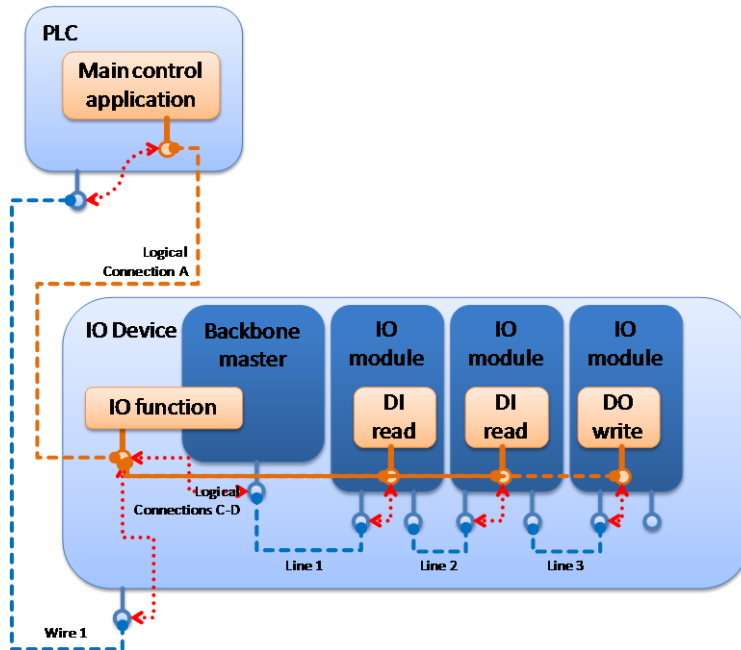 PLC
Main control
application
Logical
Connection A
IO Device
Backbone
master
IO
module
IO
module
IO
module
IO function
DI
read
DI
read
DO
write
Logical
Connections C-D
Line 1
Line 2
Line 3
Wire 1